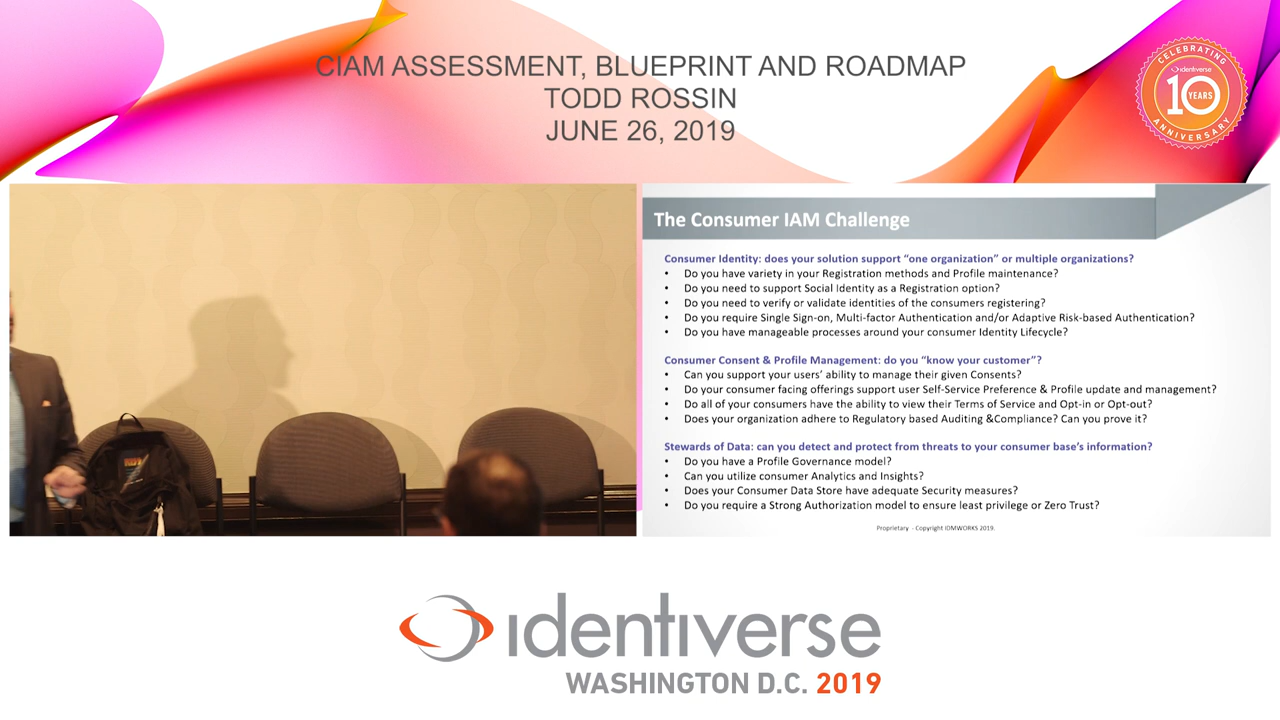 CIAM ASSESSMENT, BLUEPRINT AND ROADMAP
TODD ROSSIN
JUNE 26, 2019
CELEBRATING
identiverse
10 YEARS
ANNIVERSARY
The Consumer IAM Challenge
Consumer Identity: does your solution support “one organization” or multiple organizations?
• Do you have variety in your Registration methods and Profile maintenance?
• Do you need to support Social Identity as a Registration option?
• Do you need to verify or validate identities of the consumers registering?
• Do you require Single Sign-on, Multi-factor Authentication and/or Adaptive Risk-based Authentication?
• Do you have manageable processes around your consumer Identity Lifecycle?
Consumer Consent & Profile Management: do you “know your customer”?
• Can you support your users’ ability to manage their given Consents?
• Do your consumer facing offerings support user Self-Service Preference & Profile update and management?
• Do all of your consumers have the ability to view their Terms of Service and Opt-in or Opt-out?
• Does your organization adhere to Regulatory based Auditing &Compliance? Can you prove it?
Stewards of Data: can you detect and protect from threats to your consumer base’s information?
• Do you have a Profile Governance model?
• Can you utilize consumer Analytics and Insights?
• Does your Consumer Data Store have adequate Security measures?
• Do you require a Strong Authorization model to ensure least privilege or Zero Trust?
Proprietary - Copyright IDMWORKS 2019.
identiverse
WASHINGTON D.C. 2019